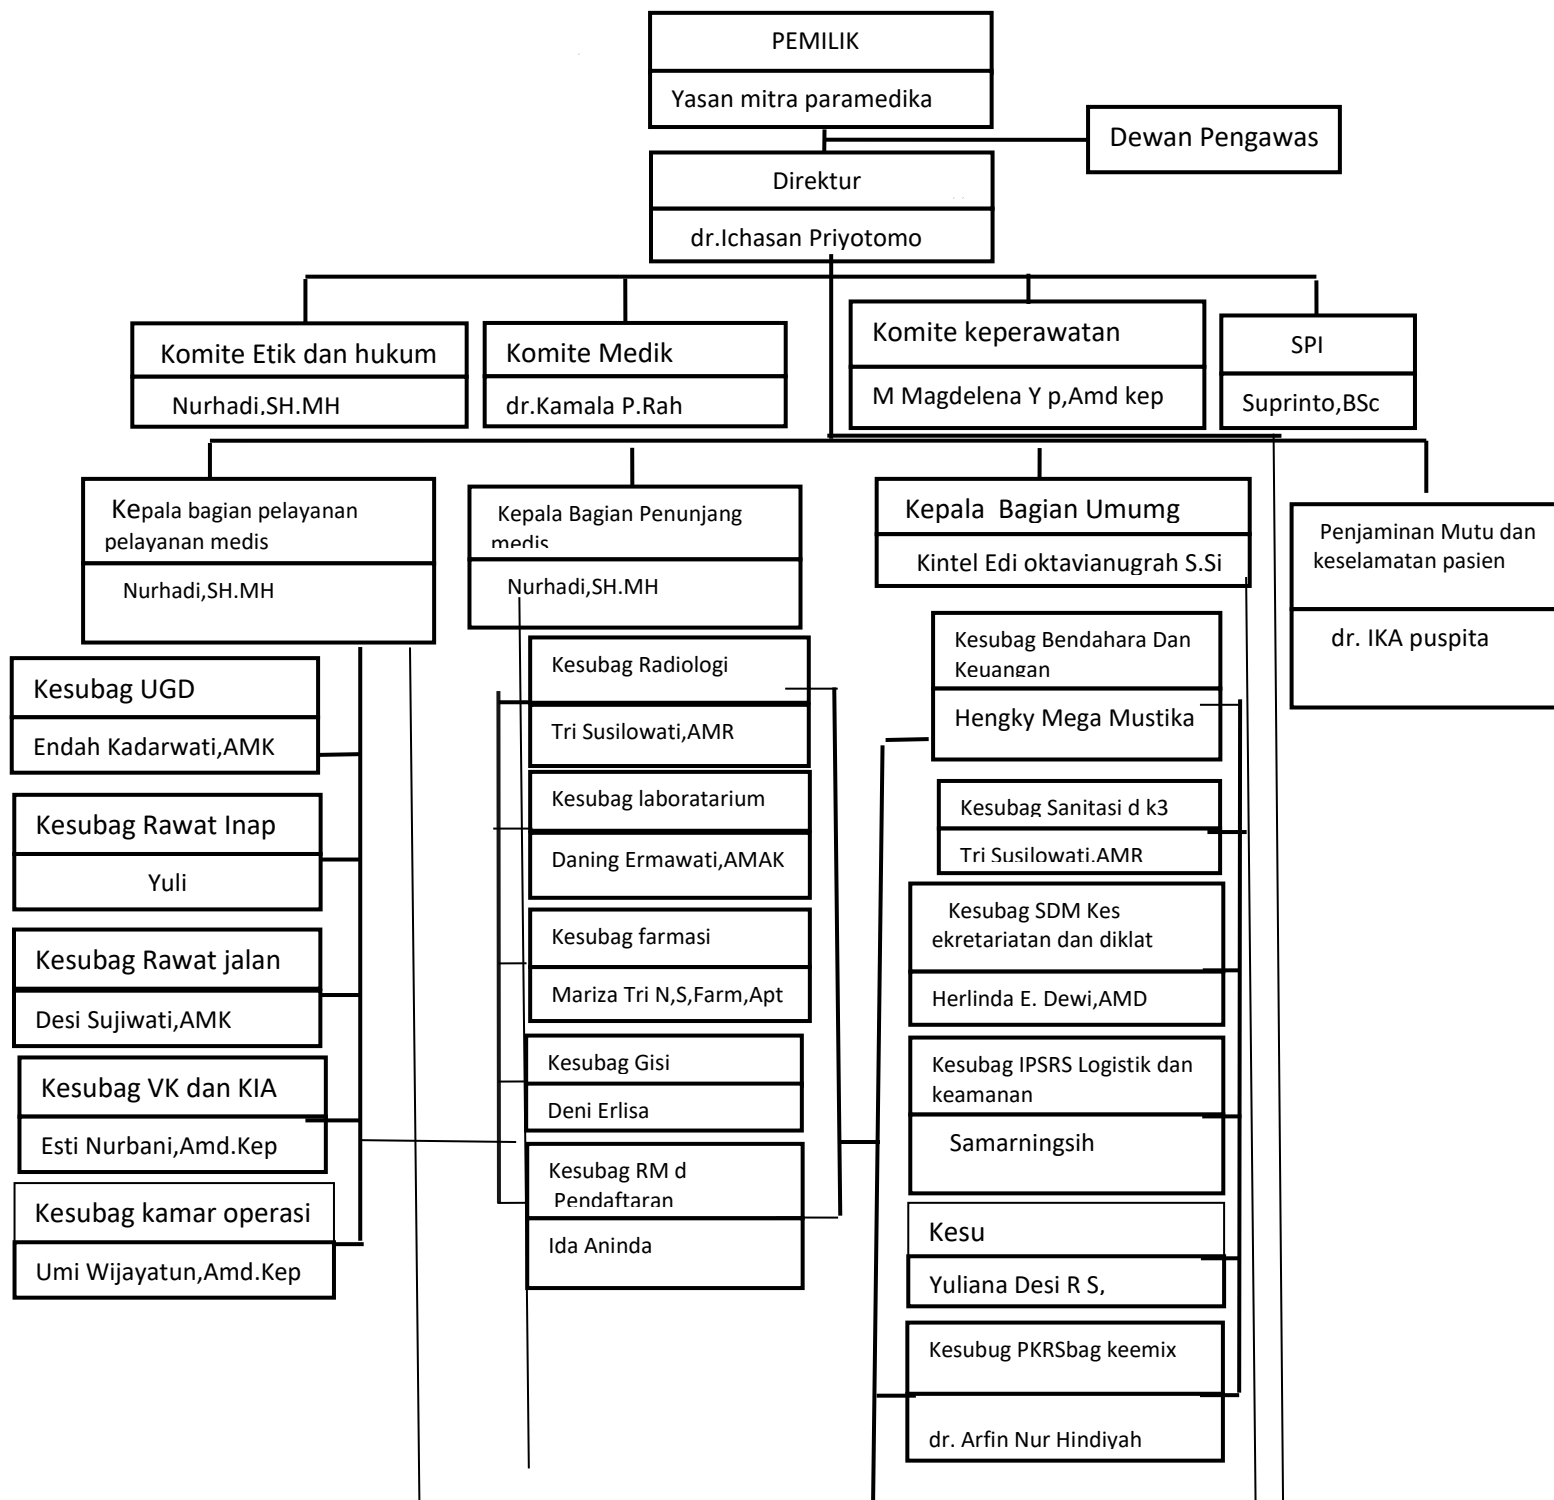 PEMILIK
Yasan mitra paramedika
Dewan Pengawas
Direktur
dr.Ichasan Priyotomo
Komite Etik dan hukum
Nurhadi,SH.MH
Komite Medik
dr.Kamala P.Rah
Komite keperawatan
M Magdelena Y p,Amd kep
SPI
Suprinto,BSc
Kepala bagian pelayanan
pelayanan medis
Nurhadi,SH.MH
Kepala Bagian Penunjang
medis
Nurhadi,SH.MH
Kepala Bagian Umumg
Kintel Edi oktavianugrah S.Si
Penjaminan Mutu dan
keselamatan pasien
dr. IKA puspita
Kesubag UGD
Endah Kadarwati,AMK
Kesubag Rawat Inap
Yuli
Kesubag Rawat jalan
Desi Sujiwati,AMK
Kesubag VK dan KIA
Esti Nurbani,Amd.Kep
Kesubag kamar operasi
Umi Wijayatun,Amd.Kep
Kesubag Radiologi
Tri Susilowati,AMR
Kesubag laboratarium
Daning Ermawati,AMAK
Kesubag farmasi
Mariza Tri N,S,Farm,Apt
Kesubag Gisi
Deni Erlisa
Kesubag RM d
Pendaftaran
Ida Aninda
Kesubag Bendahara Dan
Keuangan
Hengky Mega Mustika
Kesubag Sanitasi d k3
Tri Susilowati,AMR
Kesubag SDM Kes
ekretariatan dan diklat
Herlinda E. Dewi,AMD
Kesubag IPSRS Logistik dan
keamanan
Samarningsih
Kesu
Yuliana Desi R S,
Kesubug PKRSbag keemix
dr. Arfin Nur Hindiyah